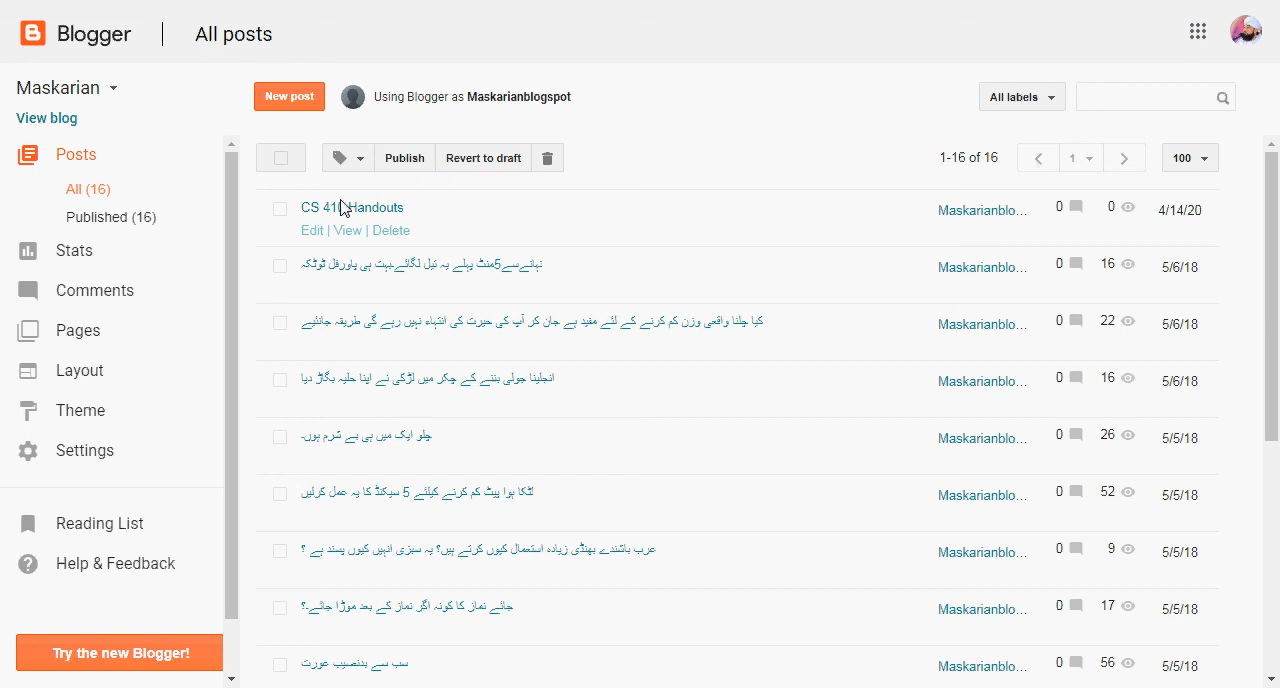 Blogger
All posts
Maskarian
View blog
New post
Using Blogger as Maskarianblogspot
All labels
Posts
All (16)
Published (16)
Stats
Comments
Pages
Layout
Theme
Settings
Reading List
Help & Feedback
Try the new Blogger!
Publish
Revert to draft
1-16 of 16
1
100
CS 410 Handouts
Edit | View | Delete
Maskarianblo...
0
0
4/14/20
نہانےسے5منٹ پہلے یہ تیل لگائےبہت ہی پاورفل ٹوٹکہ
Maskarianblo...
0
16
5/6/18
کیا چلنا واقعی وزن کم کرنے کے لئے مفید ہے جان کر آپ کی حیرت کی انتہاء نہیں رہے گی طریقہ جانئیے
Maskarianblo...
0
22
5/6/18
انجلینا جولی بننے کے چکر میں لڑکی نے اپنا حلیہ بگاڑ دیا
Maskarianblo...
0
16
5/6/18
چلو ایک میں ہی بے شرم ہوں۔
Maskarianblo...
0
26
5/5/18
لٹکا ہوا پیٹ کم کرنے کیلئے 5 سیکنڈ کا یہ عمل کرلیں
Maskarianblo...
0
52
5/5/18
عرب باشندے بھنڈی زیادہ استعمال کیوں کرتے ہیں؟ یہ سبزی انہیں کیوں پسند ہے ؟
Maskarianblo...
0
9
5/5/18
جائے نماز کا کونہ اگر نماز کے بعد موڑا جائے۔؟
Maskarianblo...
0
17
5/5/18
سب سے بدنصیب عورت
Maskarianblo...
0
56
5/5/18